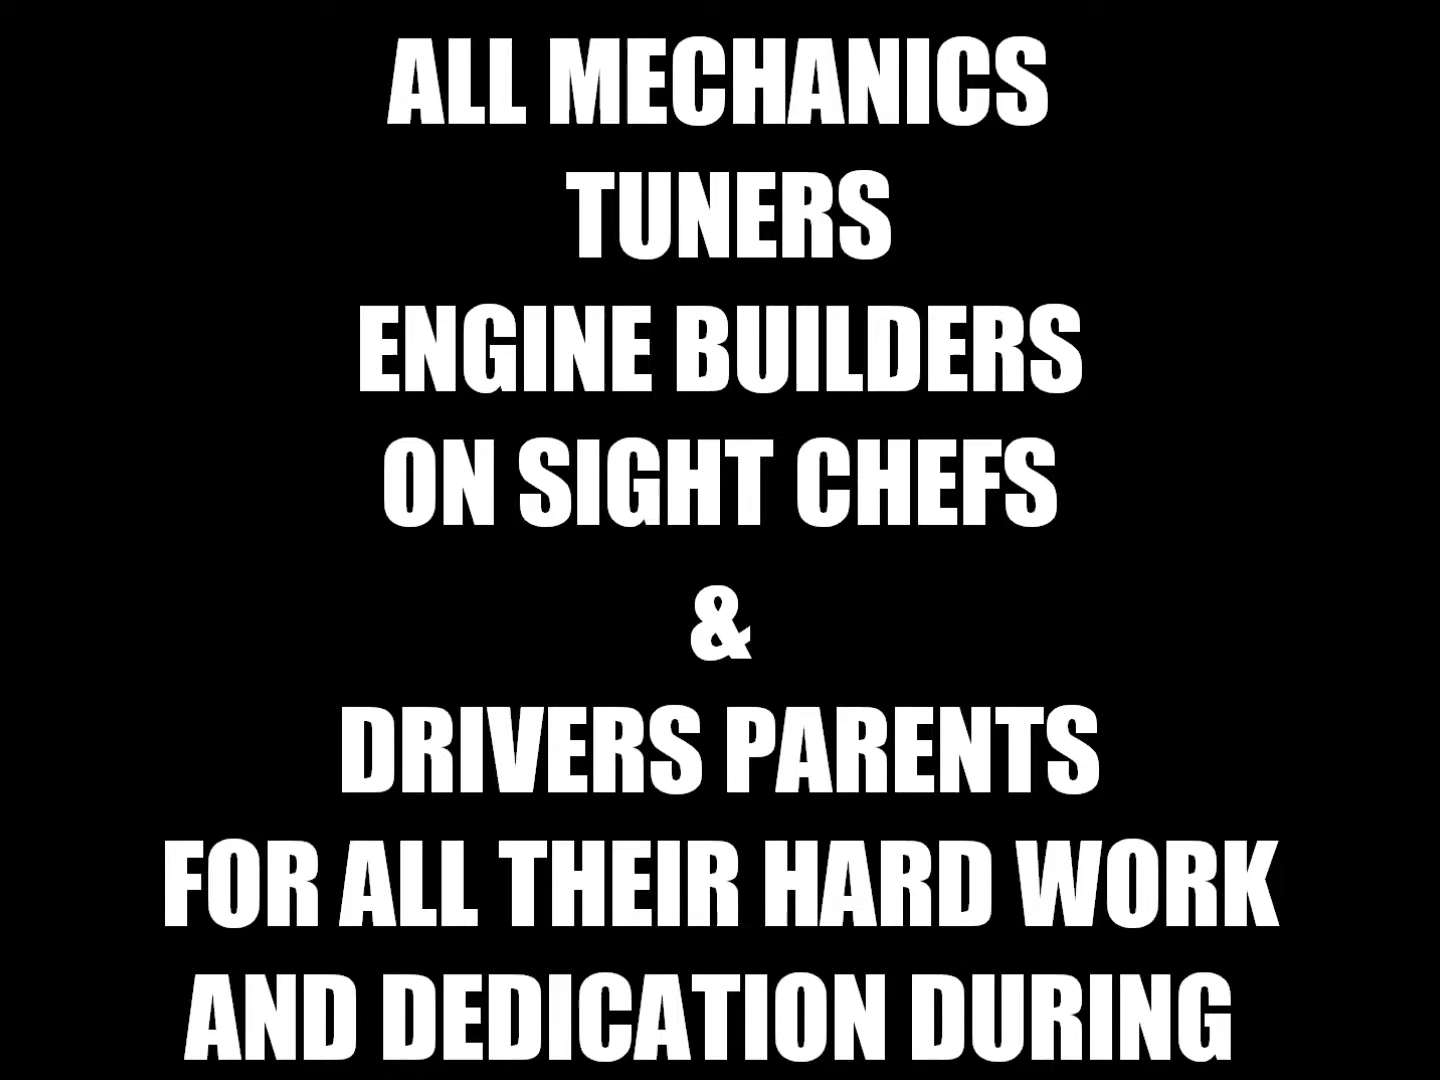 ALL MECHANICS
TUNERS
ENGINE BUILDERS
ON SIGHT CHEFS
&
DRIVERS PARENTS
FOR ALL THEIR HARD WORK
AND DEDICATION DURING